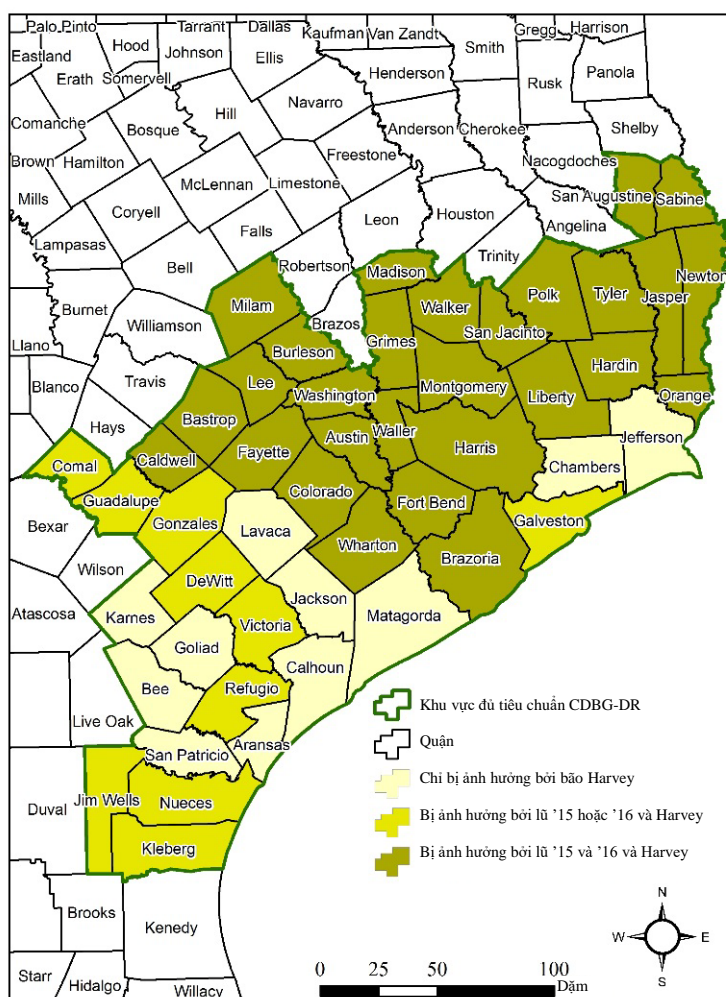 Palo Pinto Tarrant Dallas Kaufman Van Zandt Gregg Harrison
Eastland Hood Johnson Ellis Smith
Erath Somervell Henderson Rusk Panola
Comanche Bosque Hill Navarro Anderson Cherokee Shelby
Brown Hamilton Freestone Nacogdoches
Mills McLennan Limestone San Augustine Sabine
Coryell Leon Houston Angelina
Lampasas Falls Trinity
Bell Robertson Madison Newton
Burnet Milam Walker Polk Tyler Jasper
Williamson Brazos San Jacinto
Llano Burleson Grimes Hardin
Blanco Travis Lee Washington Montgomery Liberty Orange
Hays Bastrop Austin Waller Jefferson
Comal Caldwell Fayette Harris Chambers
Guadalupe Colorado Fort Bend
Bexar Gonzales Lavaca Galveston
Wilson Wharton Brazoria
DeWitt
Atascosa Karnes Jackson Matagorda
Victoria
Goliad Calhoun
Bee Refugio
Live Oak Aransas
San Patricio
Duval Jim Wells Nueces
Kleberg
Brooks Kenedy
Starr Hidalgo Willacy
Khu vực đủ tiêu chuẩn CDBG-DR
Quận
Chỉ bị ảnh hưởng bởi bão Harvey
Bị ảnh hưởng bởi lũ ’15 hoặc ’16 và Harvey
Bị ảnh hưởng bởi lũ ’15 và ’16 và Harvey
N
W E
S
0 25 50 100
Dặm